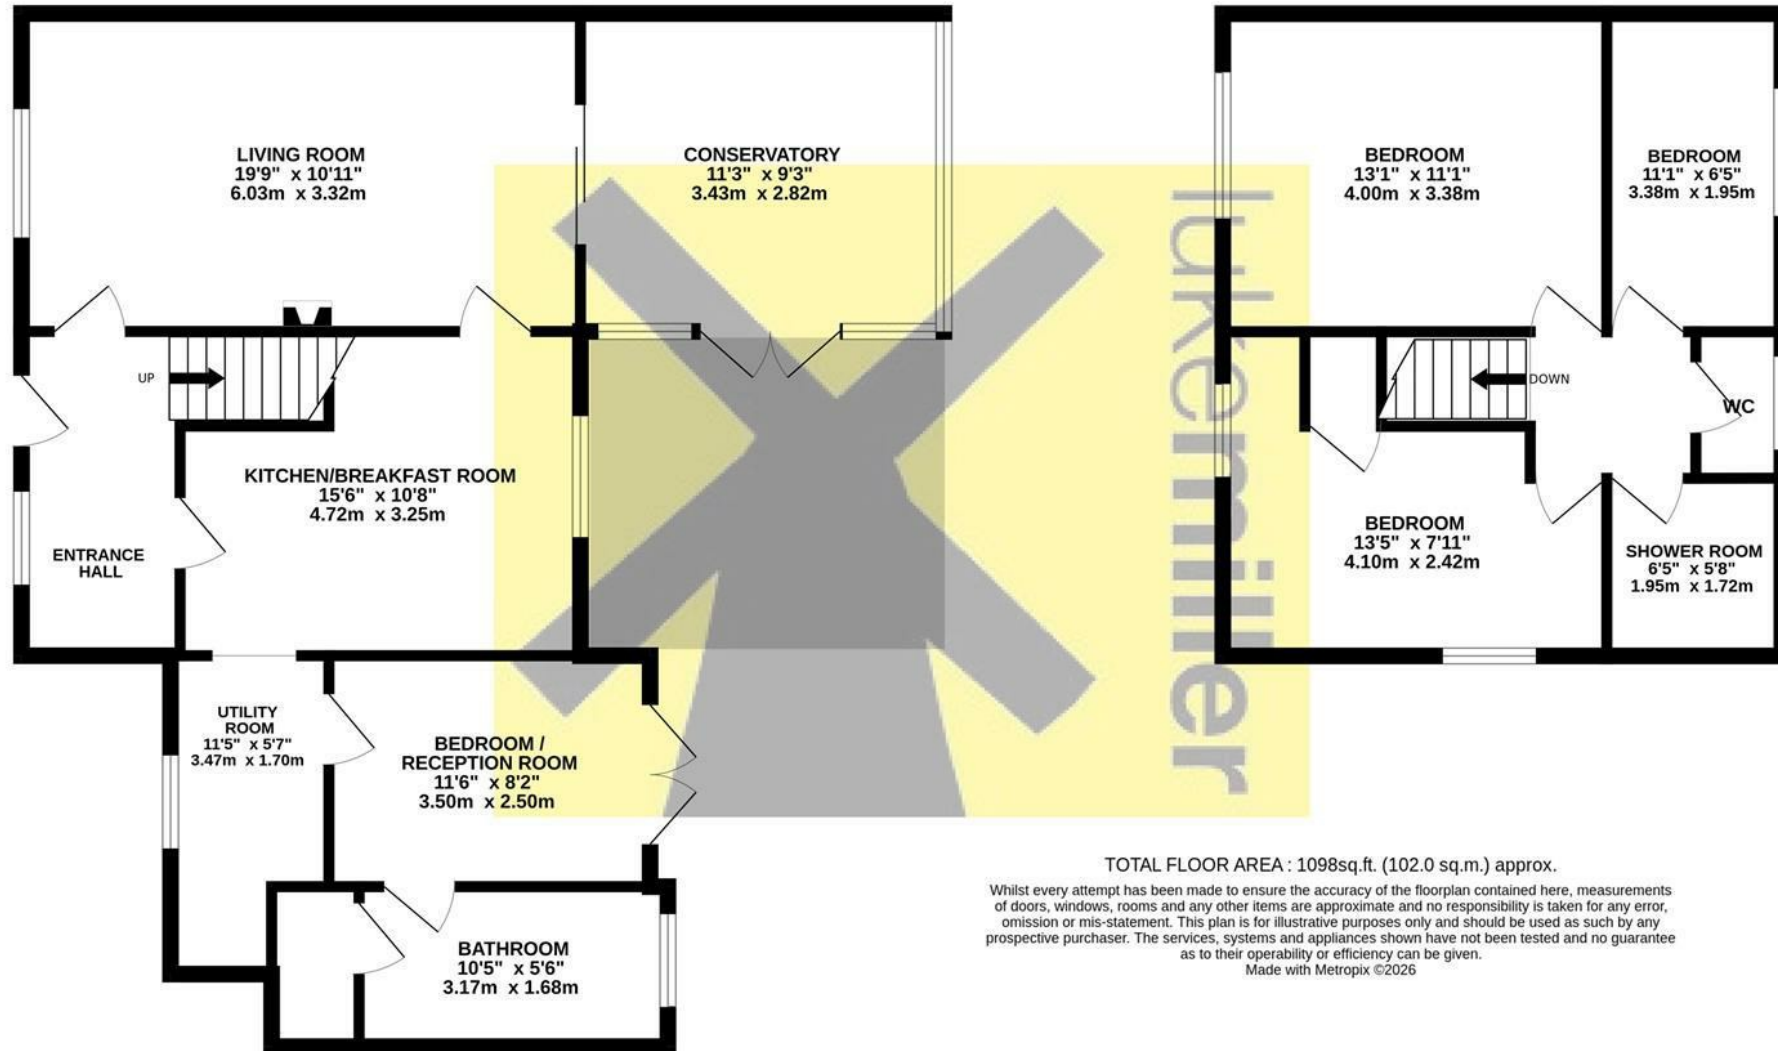 LIVING ROOM
19'9" x 10'11"
6.03m x 3.32m
CONSERVATORY
11'3" x 9'3"
3.43m x 2.82m
UP
KITCHEN/BREAKFAST ROOM
15'6" x 10'8"
4.72m x 3.25m
ENTRANCE
HALL
UTILITY
ROOM
11'5" x 5'7"
3.47m x 1.70m
BEDROOM /
RECEPTION ROOM
11'6" x 8'2"
3.50m x 2.50m
BATHROOM
10'5" x 5'6"
3.17m x 1.68m
BEDROOM
13'1" x 11'1"
4.00m x 3.38m
BEDROOM
11'1" x 6'5"
3.38m x 1.95m
DOWN
WC
BEDROOM
13'5" x 7'11"
4.10m x 2.42m
SHOWER ROOM
6'5" x 5'8"
1.95m x 1.72m
lukemiller
TOTAL FLOOR AREA : 1098sq.ft. (102.0 sq.m.) approx.
Whilst every attempt has been made to ensure the accuracy of the floorplan contained here, measurements
of doors, windows, rooms and any other items are approximate and no responsibility is taken for any error,
omission or mis-statement. This plan is for illustrative purposes only and should be used as such by any
prospective purchaser. The services, systems and appliances shown have not been tested and no guarantee
as to their operability or efficiency can be given.
Made with Metropix ©2026